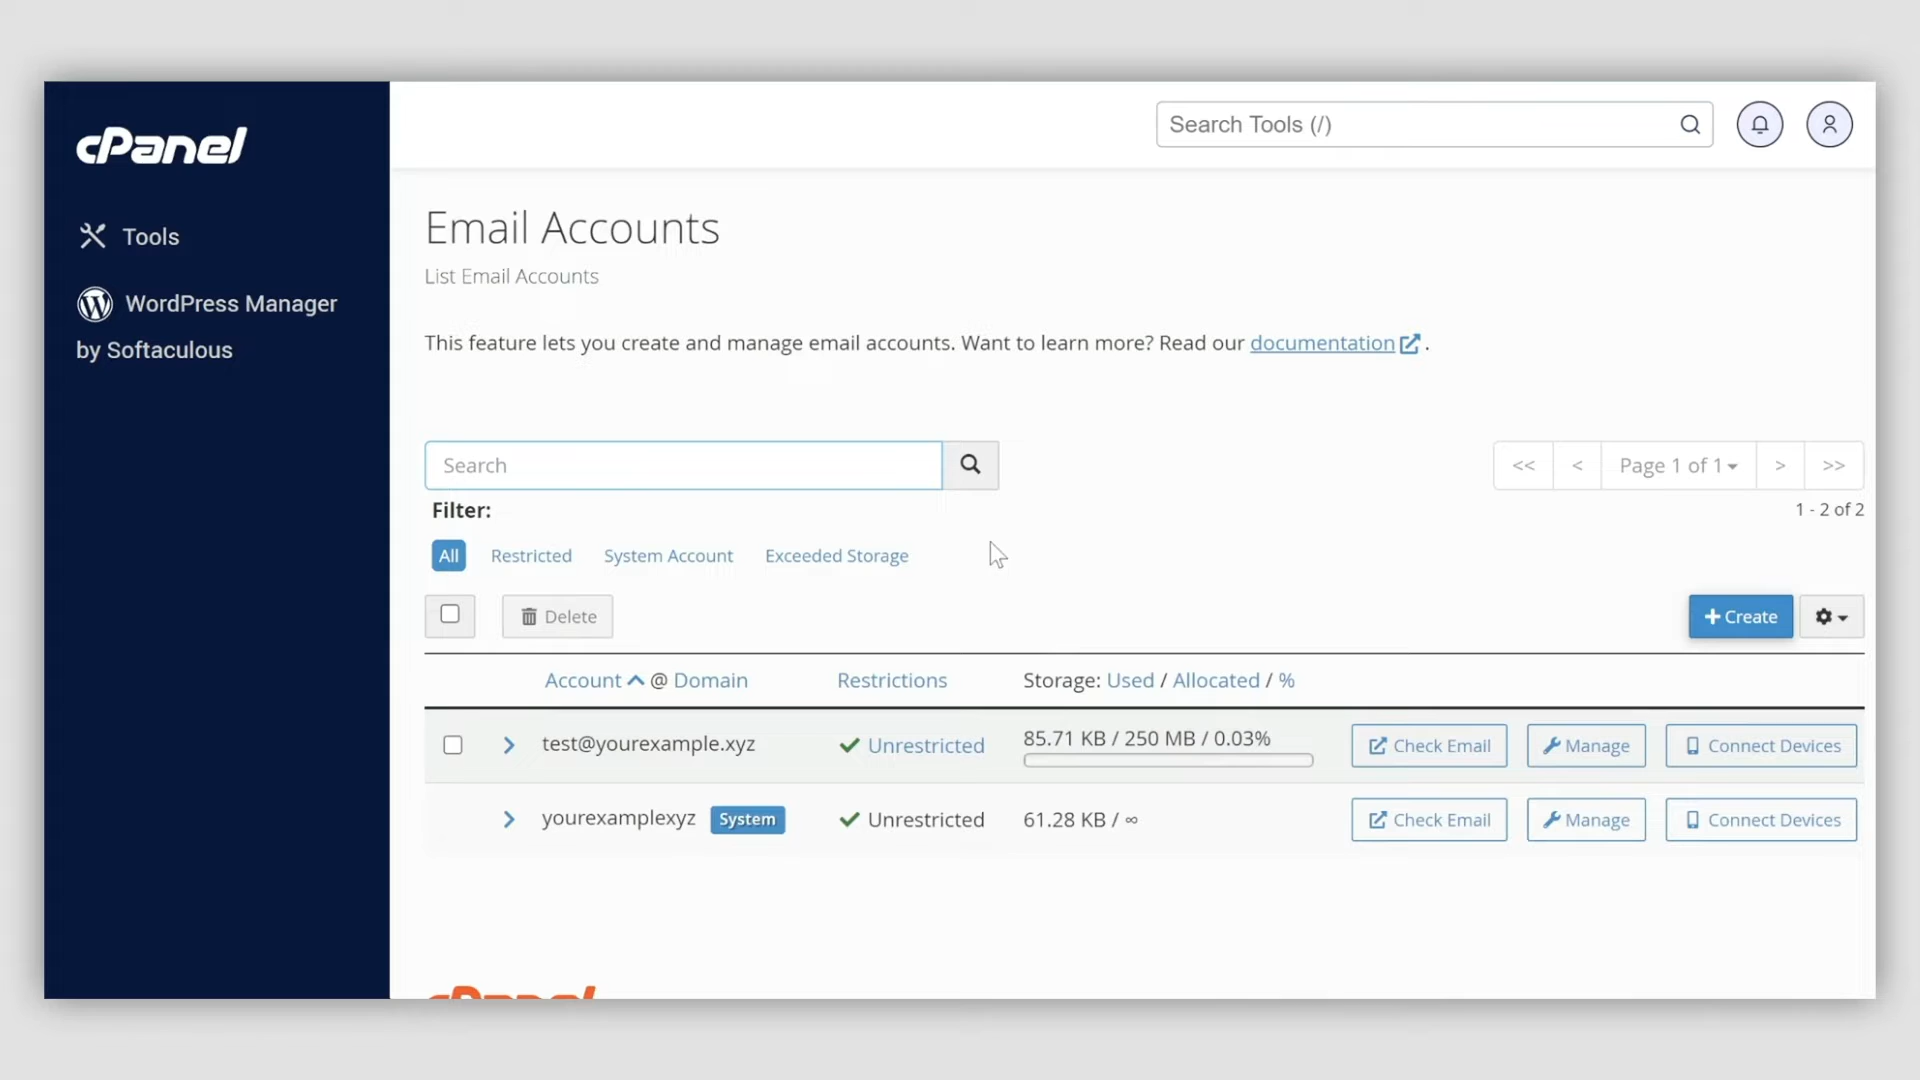 cPanel
Search Tools (/)
Tools
WordPress Manager
by Softaculous
Email Accounts
List Email Accounts
This feature lets you create and manage email accounts. Want to learn more? Read our documentation .
Search
<< < Page 1 of 1 > >>
Filter:
1 - 2 of 2
All Restricted System Account Exceeded Storage
Delete
Create
Account @ Domain Restrictions Storage: Used / Allocated / %
test@yourexample.xyz Unrestricted 85.71 KB / 250 MB / 0.03% Check Email Manage Connect Devices
yourexamplexyz System Unrestricted 61.28 KB / ∞ Check Email Manage Connect Devices
cPanel